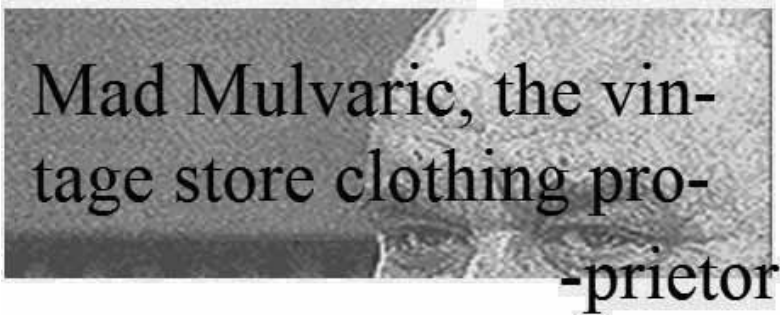 Mad Mulvaric, the vin-
tage store clothing pro-
-prietor